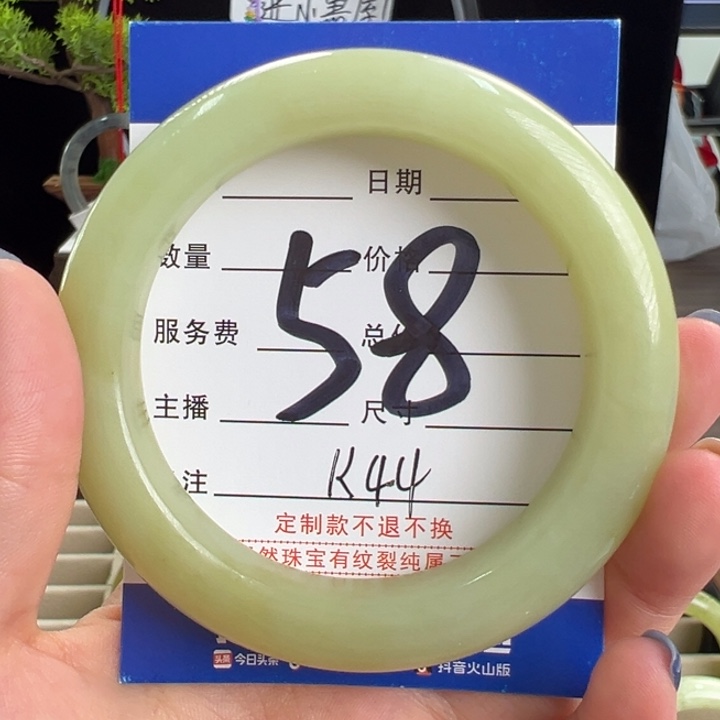 日期
数量 价格
58
服务费 总价
主播 尺寸
注 K44
定制款不退不换
然珠宝有纹裂纯属
今日头条 抖音火山版